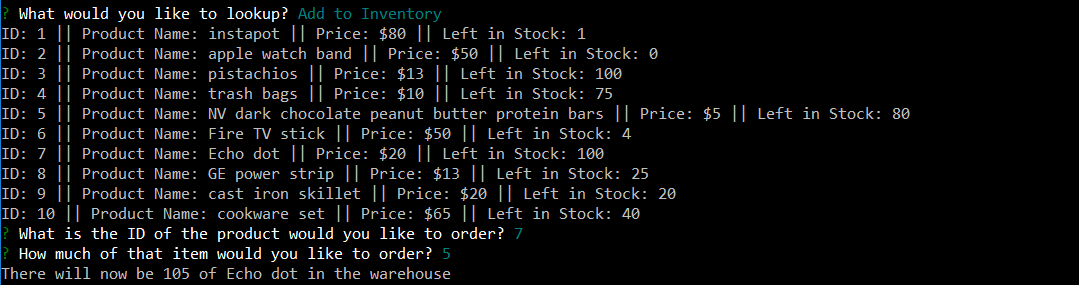 ? What would you like to lookup? Add to Inventory
ID: 1 || Product Name: instapot || Price: $80 || Left in Stock: 1
ID: 2 || Product Name: apple watch band || Price: $50 || Left in Stock: 0
ID: 3 || Product Name: pistachios || Price: $13 || Left in Stock: 100
ID: 4 || Product Name: trash bags || Price: $10 || Left in Stock: 75
ID: 5 || Product Name: NV dark chocolate peanut butter protein bars || Price: $5 || Left in Stock: 80
ID: 6 || Product Name: Fire TV stick || Price: $50 || Left in Stock: 4
ID: 7 || Product Name: Echo dot || Price: $20 || Left in Stock: 100
ID: 8 || Product Name: GE power strip || Price: $13 || Left in Stock: 25
ID: 9 || Product Name: cast iron skillet || Price: $20 || Left in Stock: 20
ID: 10 || Product Name: cookware set || Price: $65 || Left in Stock: 40
? What is the ID of the product would you like to order? 7
? How much of that item would you like to order? 5
There will now be 105 of Echo dot in the warehouse